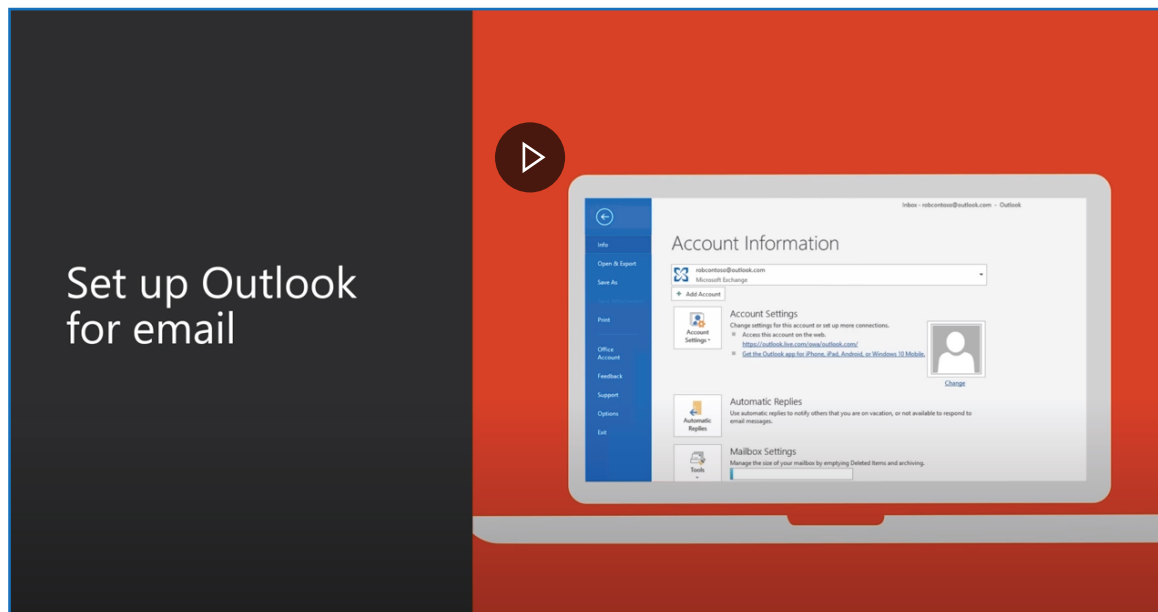 Set up Outlook
for email
Inbox - robcontoso@outlook.com - Outlook
Info
Open & Export
Save As
Print
Office
Account
Feedback
Support
Options
Exit
Account Information
robcontoso@outlook.com
Microsoft Exchange
+ Add Account
Account
Settings
Account Settings
Change settings for this account or set up more connections.
Access this account on the web.
https://outlook.live.com/owa/outlook.com/
Get the Outlook app for iPhone, iPad, Android, or Windows 10 Mobile.
Change
Automatic
Replies
Automatic Replies
Use automatic replies to notify others that you are on vacation, or not available to respond to
email messages.
Tools
Mailbox Settings
Manage the size of your mailbox by emptying Deleted Items and archiving.